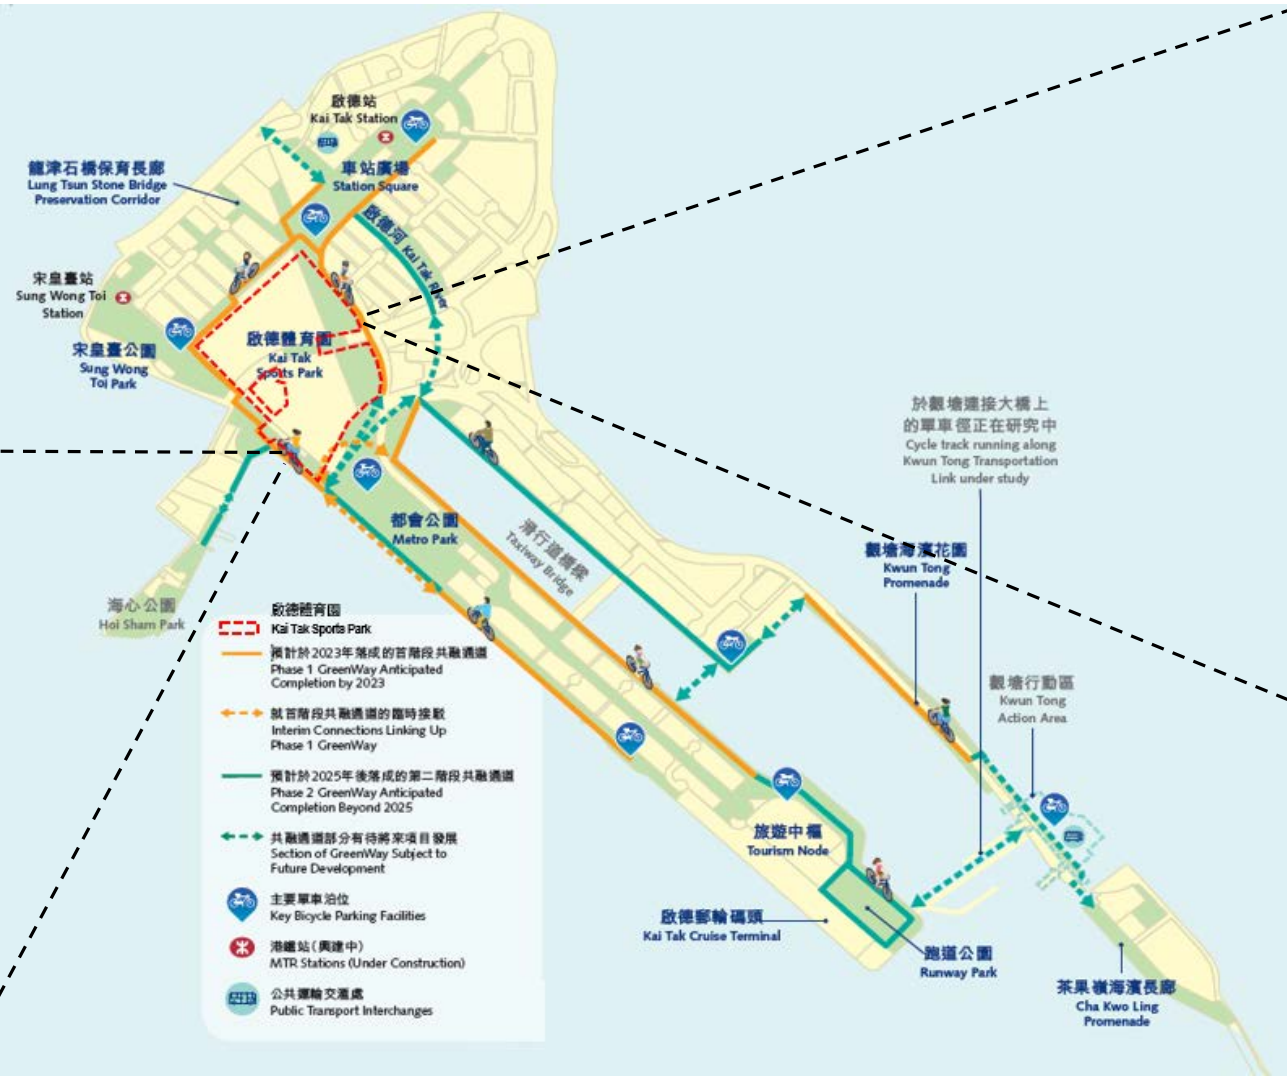 啟德站
Kai Tak Station
龍津石橋保育長廊
Lung Tsun Stone Bridge
Preservation Corridor
車站廣場
Station Square
啟德河 Kai Tak River
宋皇臺站
Sung Wong Toi
Station
宋皇臺公園
Sung Wong
Toi Park
啟德體育園
Kai Tak
Sports Park
於觀塘連接大橋上
的單車徑正在研究中
Cycle track running along
Kwun Tong Transportation
Link under study
都會公園
Metro Park
滑行道橋樑
Taxiway Bridge
觀塘海濱花園
Kwun Tong
Promenade
海心公園
Hoi Sham Park
觀塘行動區
Kwun Tong
Action Area
旅遊中樞
Tourism Node
啟德郵輪碼頭
Kai Tak Cruise Terminal
跑道公園
Runway Park
茶果嶺海濱長廊
Cha Kwo Ling
Promenade
啟德體育園
Kai Tak Sports Park
預計於2023年落成的首階段共融通道
Phase 1 GreenWay Anticipated
Completion by 2023
就首階段共融通道的臨時接駁
Interim Connections Linking Up
Phase 1 GreenWay
預計於2025年後落成的第二階段共融通道
Phase 2 GreenWay Anticipated
Completion Beyond 2025
共融通道部分有待將來項目發展
Section of GreenWay Subject to
Future Development
主要單車泊位
Key Bicycle Parking Facilities
港鐵站(興建中)
MTR Stations (Under Construction)
公共運輸交匯處
Public Transport Interchanges